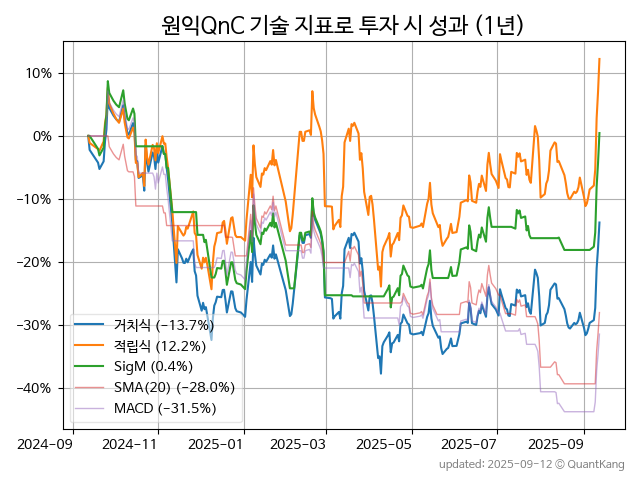 원익QnC 기술 지표로 투자 시 성과 (1년)
10%
0%
−10%
−20%
−30%
−40%
거치식 (−13.7%)
적립식 (12.2%)
SigM (0.4%)
SMA(20) (−28.0%)
MACD (−31.5%)
2024-09
2024-11
2025-01
2025-03
2025-05
2025-07
2025-09
updated: 2025-09-12 © QuantKang